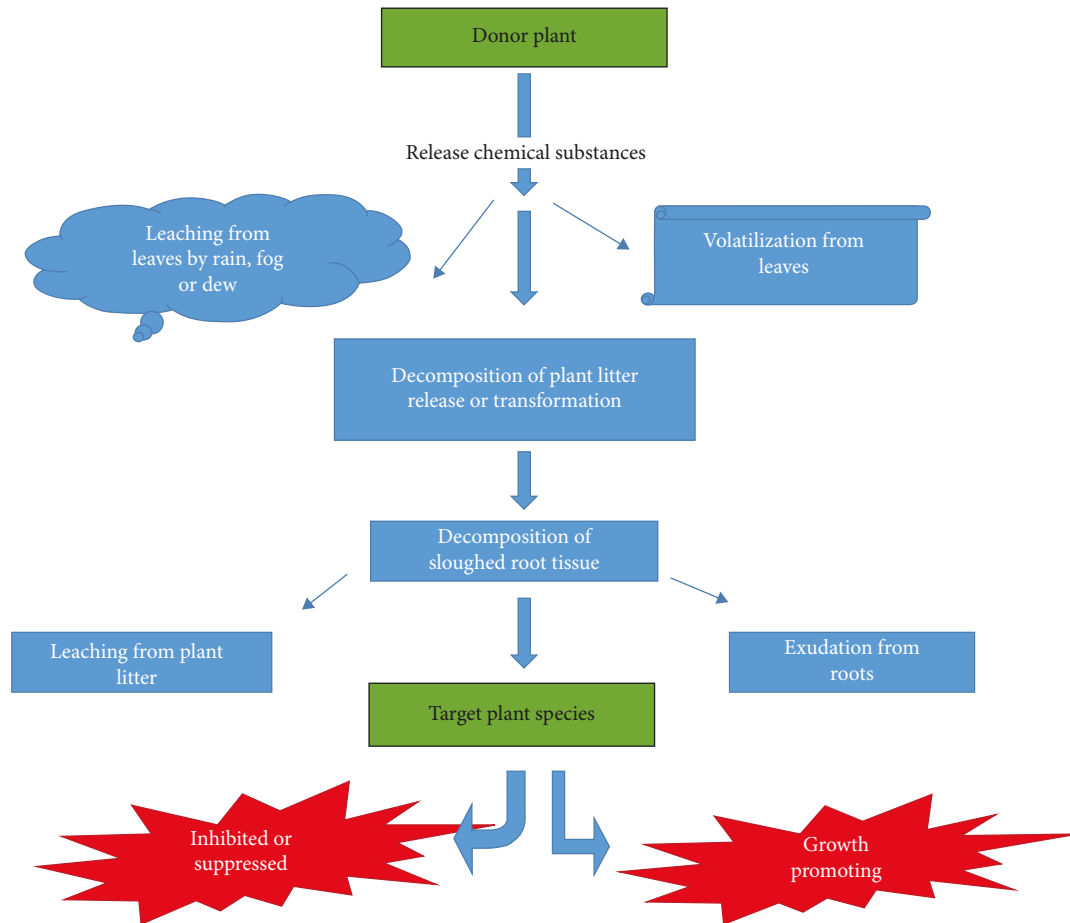 Donor plant
Release chemical substances
Leaching from
leaves by rain, fog
or dew
Volatilization from
leaves
Decomposition of plant litter
release or transformation
Decomposition of
sloughed root tissue
Leaching from plant
litter
Exudation from
roots
Target plant species
Inhibited or
suppressed
Growth
promoting